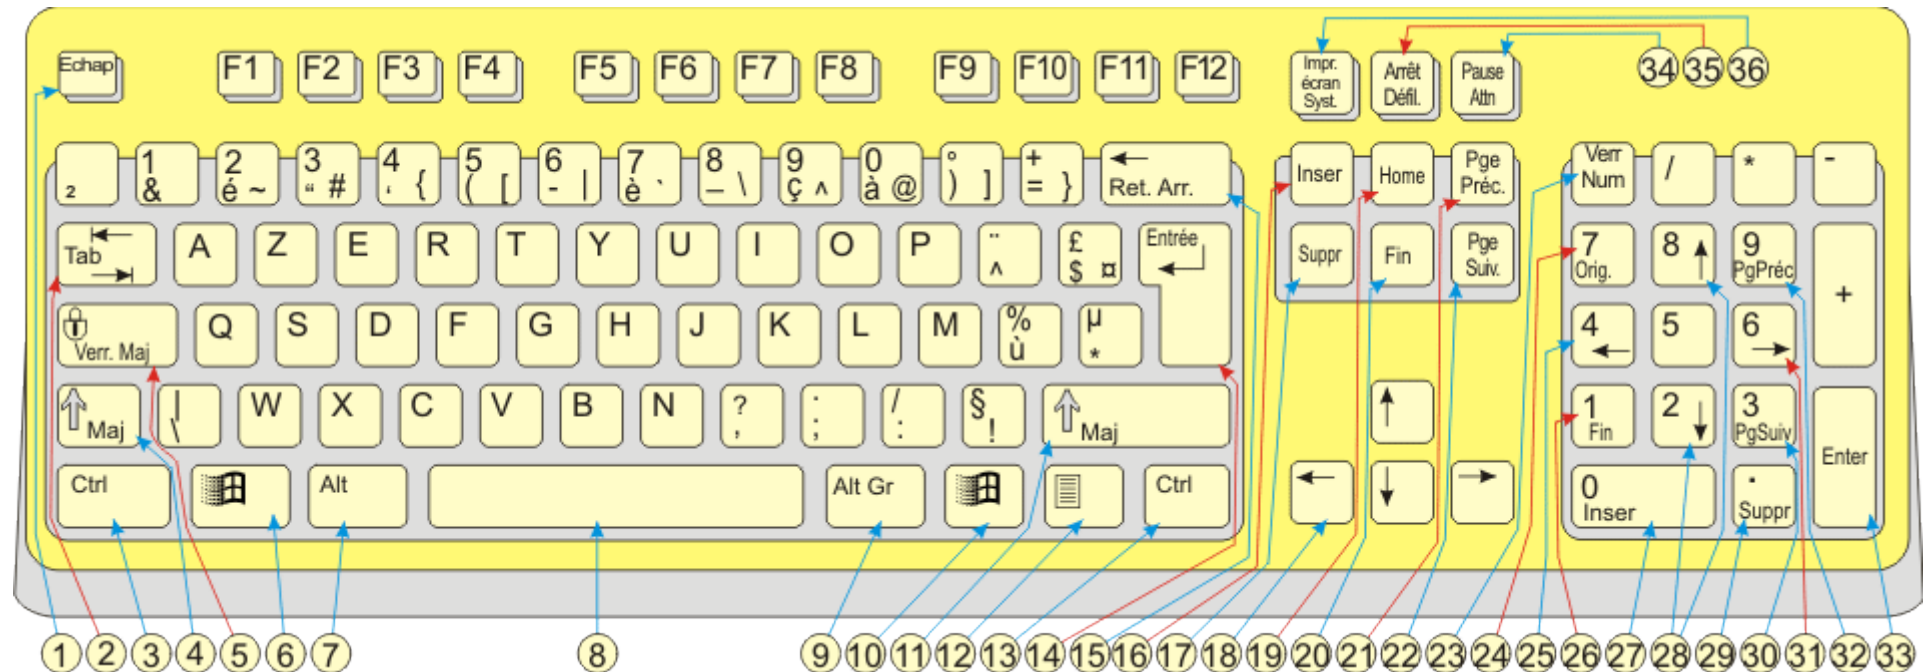 Echap F1 F2 F3 F4 F5 F6 F7 F8 F9 F10 F11 F12
Impr.
écran
Syst.
Arrêt
Défil.
Pause
Attn
34 35 36
²
1
&
2
é ~
3
“ #
4
‘ {
5
( [
6
- |
7
è `
8
_ \
9
ç ^
0
à @
°
) ]
+
= }
←
Ret. Arr.
Inser
Home
Pge
Préc.
Verr
Num
/
*
-
Tab
A Z E R T Y U I O P
¨
^
£
$ ¤
Entrée
Suppr
Fin
Pge
Suiv.
7
Orig.
8 ↑
9
PgPréc
+
Verr. Maj
Q S D F G H J K L M
%
ù
µ
*
4
←
5
6
→
Maj
|
\
W X C V B N
?
,
.
;
/
:
§
!
Maj
↑
1
Fin
2 ↓
3
PgSuiv
Enter
Ctrl
Alt
Alt Gr
Ctrl
← ↓ →
0
Inser
.
Suppr
1 2 3 4 5 6 7 8 9 10 11 12 13 14 15 16 17 18 19 20 21 22 23 24 25 26 27 28 29 30 31 32 33